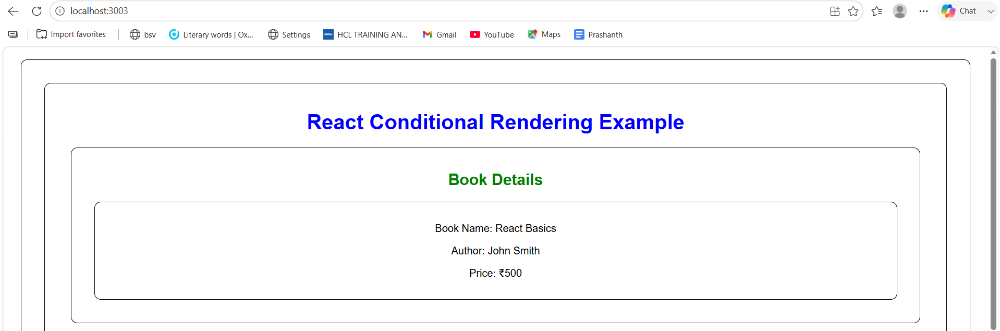 localhost:3003
Chat
Import favorites
bsv
Literary words | Ox...
Settings
HCL HCL TRAINING AN...
Gmail
YouTube
Maps
Prashanth
React Conditional Rendering Example
Book Details
Book Name: React Basics
Author: John Smith
Price: ₹500